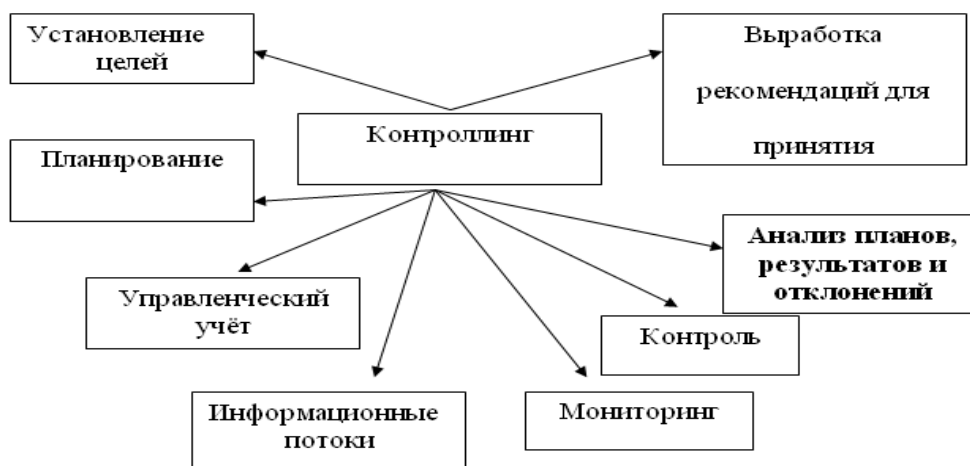 Установление
целей
Выработка
рекомендаций для
принятия
Контроллинг
Планирование
Анализ планов,
результатов и
отклонений
Управленческий
учёт
Контроль
Информационные
потоки
Мониторинг